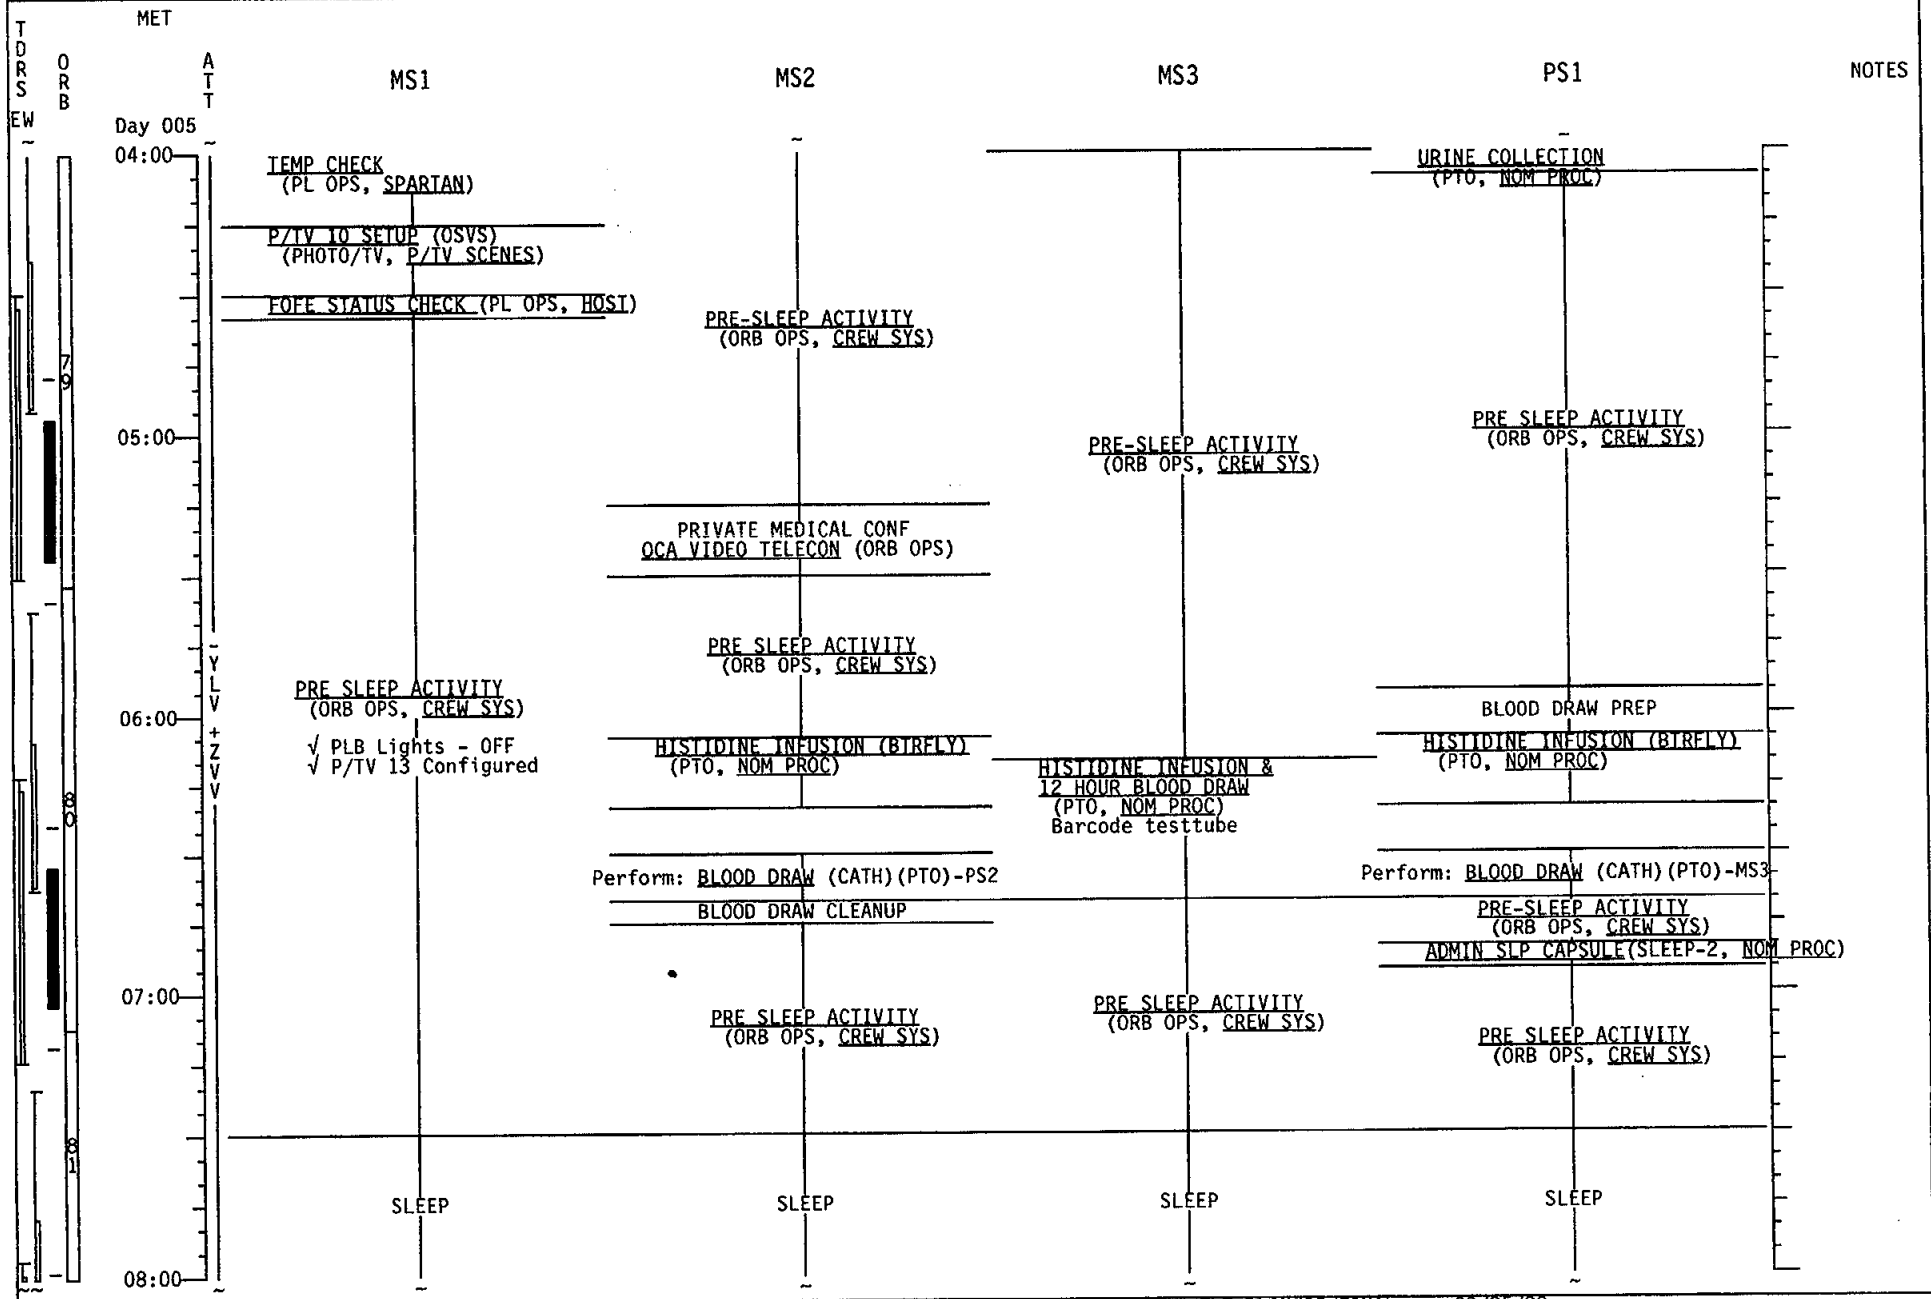 MET
TDRS
ORB
ATT
MS1
MS2
MS3
PS1
NOTES
EW
Day 005
04:00
TEMP CHECK
(PL OPS, SPARTAN)
P/TV 10 SETUP (OSVS)
(PHOTO/TV, P/TV SCENES)
FOFE STATUS CHECK (PL OPS, HOST)
PRE-SLEEP ACTIVITY
(ORB OPS, CREW SYS)
URINE COLLECTION
(PTO, NOM PROC)
79
05:00
PRE-SLEEP ACTIVITY
(ORB OPS, CREW SYS)
PRE SLEEP ACTIVITY
(ORB OPS, CREW SYS)
PRIVATE MEDICAL CONF
OCA VIDEO TELECON (ORB OPS)
PRE SLEEP ACTIVITY
(ORB OPS, CREW SYS)
-YLV +ZVV
PRE SLEEP ACTIVITY
(ORB OPS, CREW SYS)
06:00
√ PLB Lights - OFF
√ P/TV 13 Configured
BLOOD DRAW PREP
HISTIDINE INFUSION (BTRFLY)
(PTO, NOM PROC)
HISTIDINE INFUSION &
12 HOUR BLOOD DRAW
(PTO, NOM PROC)
Barcode testtube
HISTIDINE INFUSION (BTRFLY)
(PTO, NOM PROC)
80
Perform: BLOOD DRAW (CATH)(PTO)-PS2
BLOOD DRAW CLEANUP
Perform: BLOOD DRAW (CATH)(PTO)-MS3
PRE-SLEEP ACTIVITY
(ORB OPS, CREW SYS)
ADMIN SLP CAPSULE(SLEEP-2, NOM PROC)
07:00
PRE SLEEP ACTIVITY
(ORB OPS, CREW SYS)
PRE SLEEP ACTIVITY
(ORB OPS, CREW SYS)
PRE SLEEP ACTIVITY
(ORB OPS, CREW SYS)
81
SLEEP
SLEEP
SLEEP
SLEEP
08:00